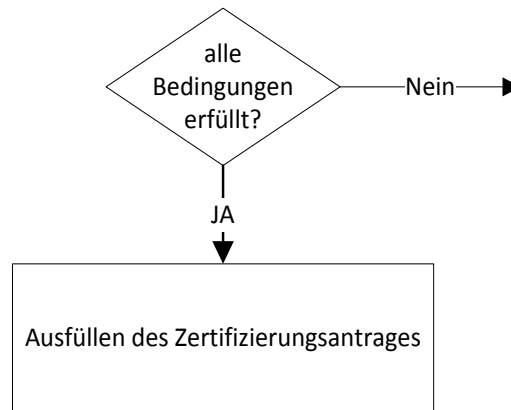 alle
Bedingungen
erfüllt?
Nein
JA
Ausfüllen des Zertifizierungsantrages